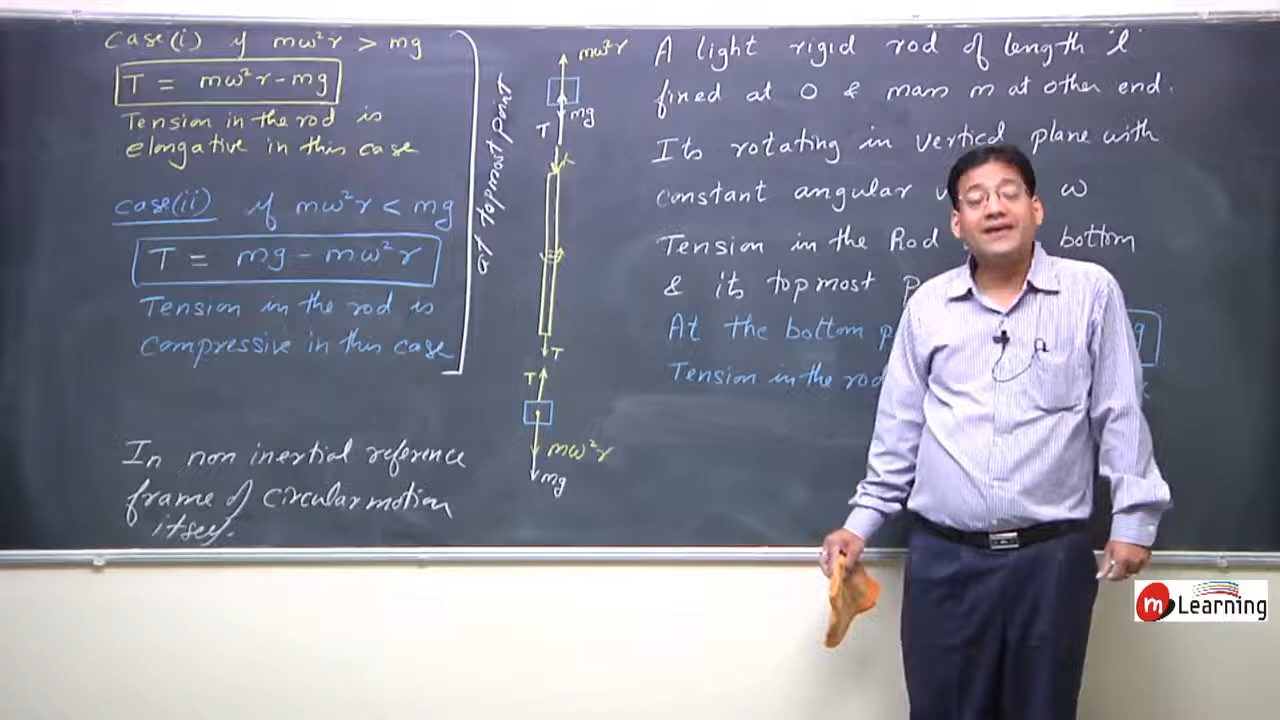 Case(i) if mω²r > mg
T = mω²r - mg
Tension in the rod is
elongative in this case
case(ii) if mω²r < mg
T = mg - mω²r
Tension in the rod is
compressive in this case
at topmost point
In non inertial reference
frame of circular motion
itself.
mω²r
mg
T
T
T
mω²r
mg
A light rigid rod of length 'l'
fixed at O & mass m at other end.
Its rotating in vertical plane with
constant angular ω
Tension in the Rod bottom
& its topmost
At the bottom
Tension in the rod
m Learning